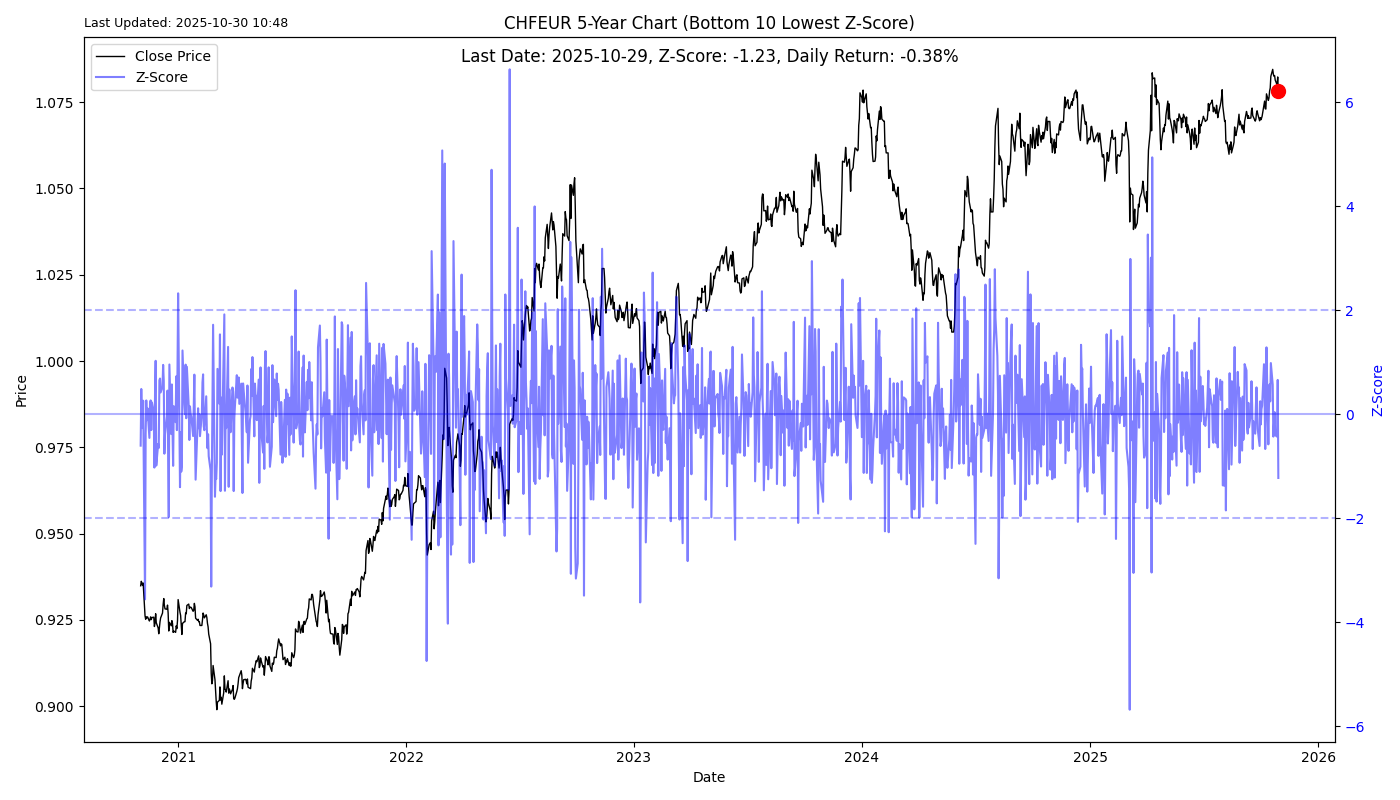 Last Updated: 2025-10-30 10:48
CHFEUR 5-Year Chart (Bottom 10 Lowest Z-Score)
Last Date: 2025-10-29, Z-Score: -1.23, Daily Return: -0.38%
Close Price
Z-Score
1.075
1.050
1.025
1.000
0.975
0.950
0.925
0.900
Price
6
4
2
0
−2
−4
−6
Z-Score
2021
2022
2023
2024
2025
2026
Date